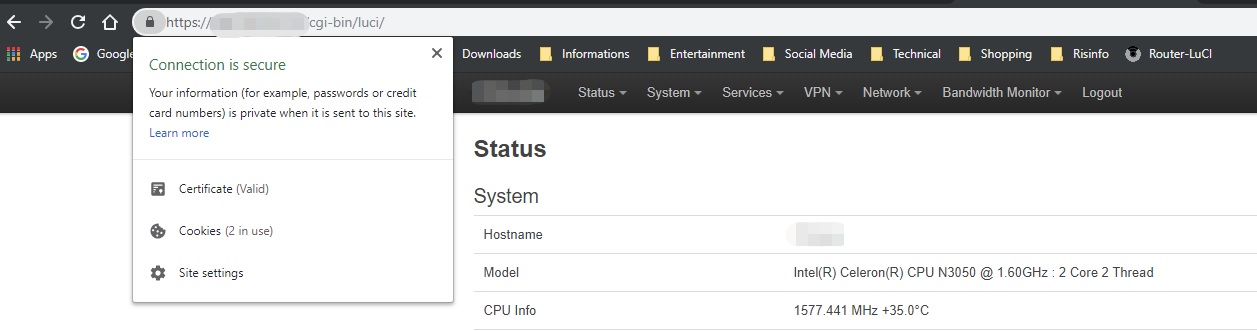 https:// /cgi-bin/luci/
Apps Google Downloads Informations Entertainment Social Media Technical Shopping Risinfo Router-LuCI
Connection is secure
Your information (for example, passwords or credit
card numbers) is private when it is sent to this site.
Learn more
Certificate (Valid)
Cookies (2 in use)
Site settings
Status System Services VPN Network Bandwidth Monitor Logout
Status
System
Hostname
Model Intel(R) Celeron(R) CPU N3050 @ 1.60GHz : 2 Core 2 Thread
CPU Info 1577.441 MHz +35.0°C